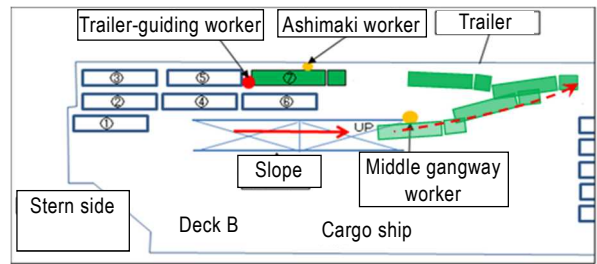 Trailer-guiding worker
Ashimaki worker
Trailer
③
⑤
⑦
②
④
⑥
①
UP
Slope
Middle gangway
worker
Stern side
Deck B
Cargo ship